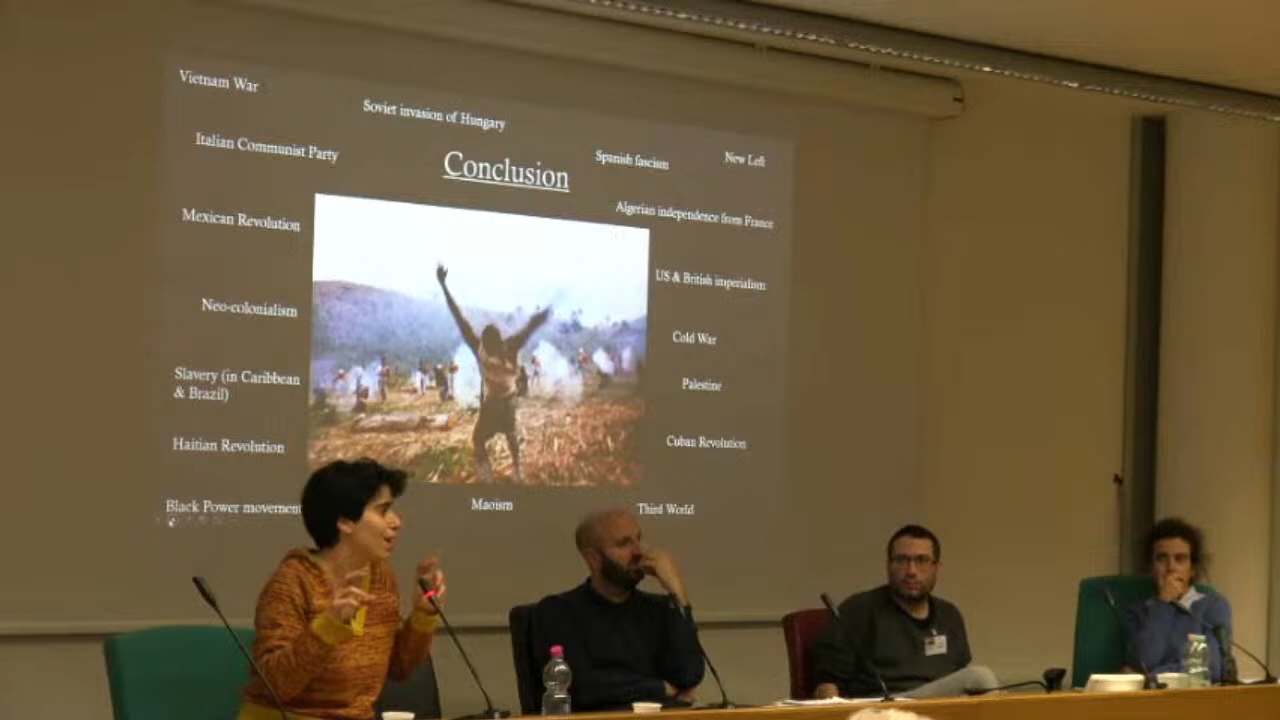 Vietnam War
Soviet invasion of Hungary
Italian Communist Party
Conclusion
Spanish fascism
New Left
Mexican Revolution
Algerian independence from France
US & British imperialism
Neo-colonialism
Cold War
Slavery (in Caribbean
& Brazil)
Palestine
Haitian Revolution
Cuban Revolution
Black Power movement
Maoism
Third World